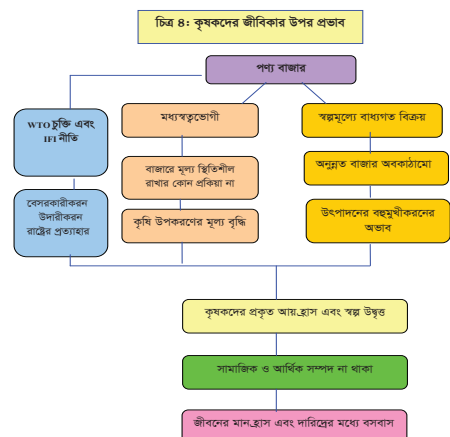 চিত্র ৪: কৃষকদের জীবিকার উপর প্রভাব
পণ্য বাজার
WTO চুক্তি এবং
IFI নীতি
মধ্যস্বত্বভোগী
স্বল্পমূল্যে বাধ্যগত বিক্রয়
বাজারে মূল্য স্থিতিশীল
রাখার কোন প্রকিয়া না
অনুন্নত বাজার অবকাঠামো
বেসরকারীকরন
উদারীকরন
রাষ্ট্রের প্রত্যাহার
কৃষি উপকরণের মূল্য বৃদ্ধি
উৎপাদনের বহুমুখীকরনের
অভাব
কৃষকদের প্রকৃত আয়হ্রাস এবং স্বল্প উদ্বৃত্ত
সামাজিক ও আর্থিক সম্পদ না থাকা
জীবনের মান হ্রাস এবং দারিদ্রের মধ্যে বসবাস